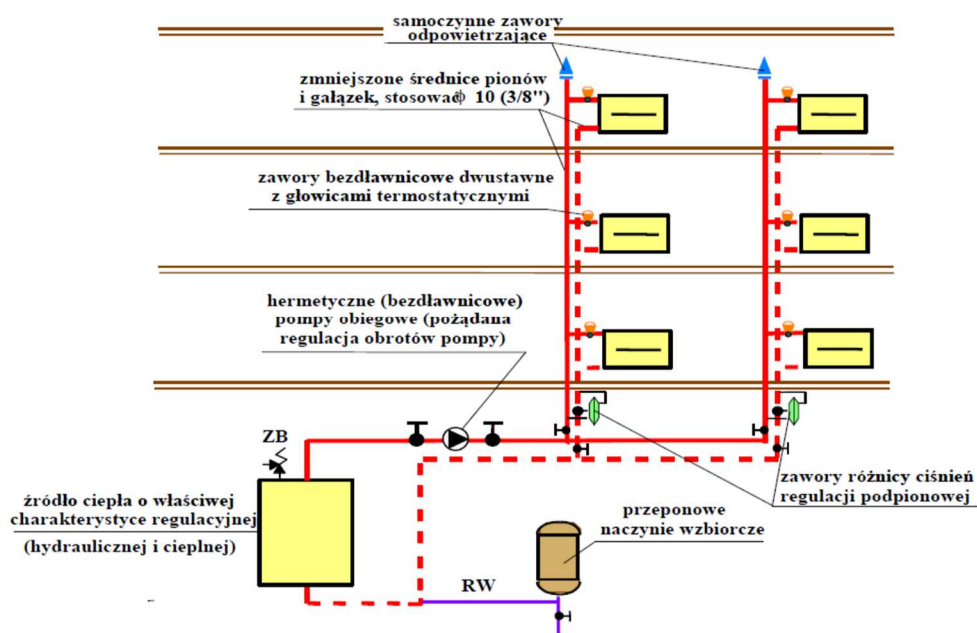 samoczynne zawory
odpowietrzające
zmniejszone średnice pionów
i gałązek, stosować ϕ 10 (3/8")
zawory bezdławnicowe dwustawne
z głowicami termostatycznymi
hermetyczne (bezdławnicowe)
pompy obiegowe (pożądana
regulacja obrotów pompy)
ZB
źródło ciepła o właściwej
charakterystyce regulacyjnej
(hydraulicznej i cieplnej)
zawory różnicy ciśnień
regulacji podpionowej
przeponowe
naczynie wzbiorcze
RW